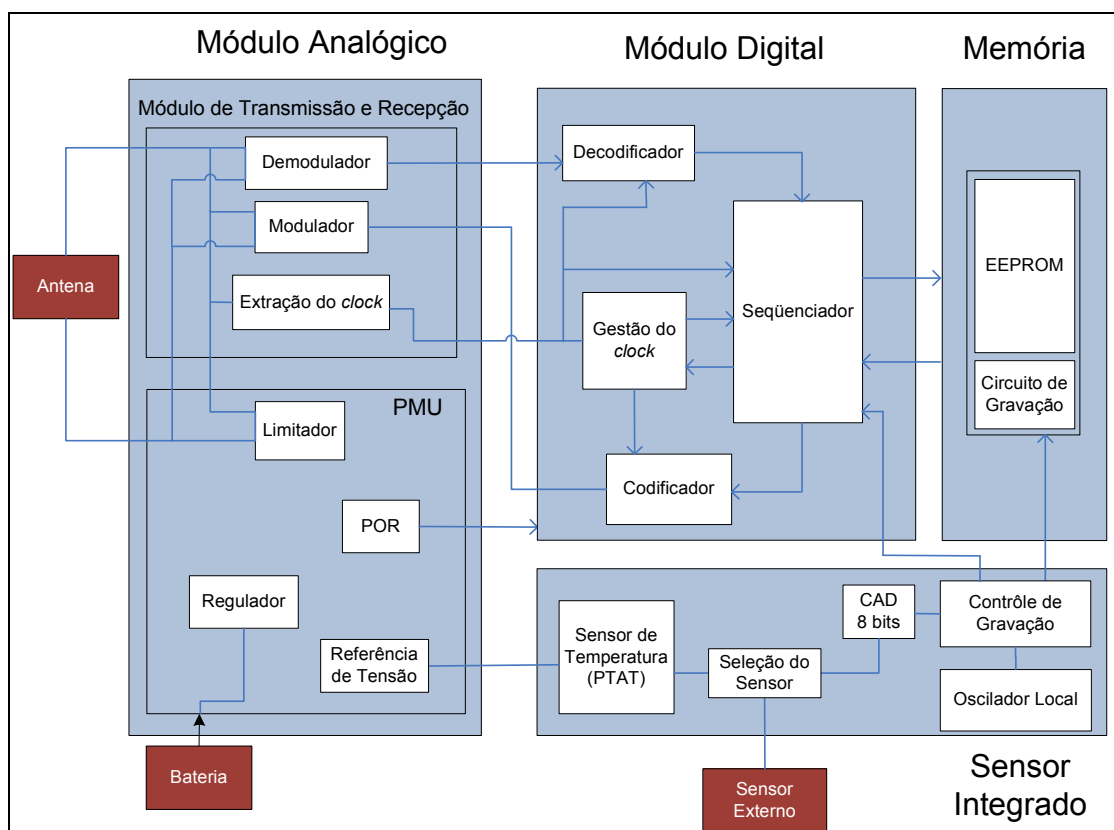 Módulo Analógico
Módulo Digital
Memória
Módulo de Transmissão e Recepção
Demodulador
Modulador
Extração do clock
Antena
PMU
Limitador
POR
Regulador
Referência
de Tensão
Bateria
Decodificador
Seqüenciador
Gestão do
clock
Codificador
EEPROM
Circuito de
Gravação
Sensor de
Temperatura
(PTAT)
Seleção do
Sensor
CAD
8 bits
Contrôle de
Gravação
Oscilador Local
Sensor
Externo
Sensor
Integrado